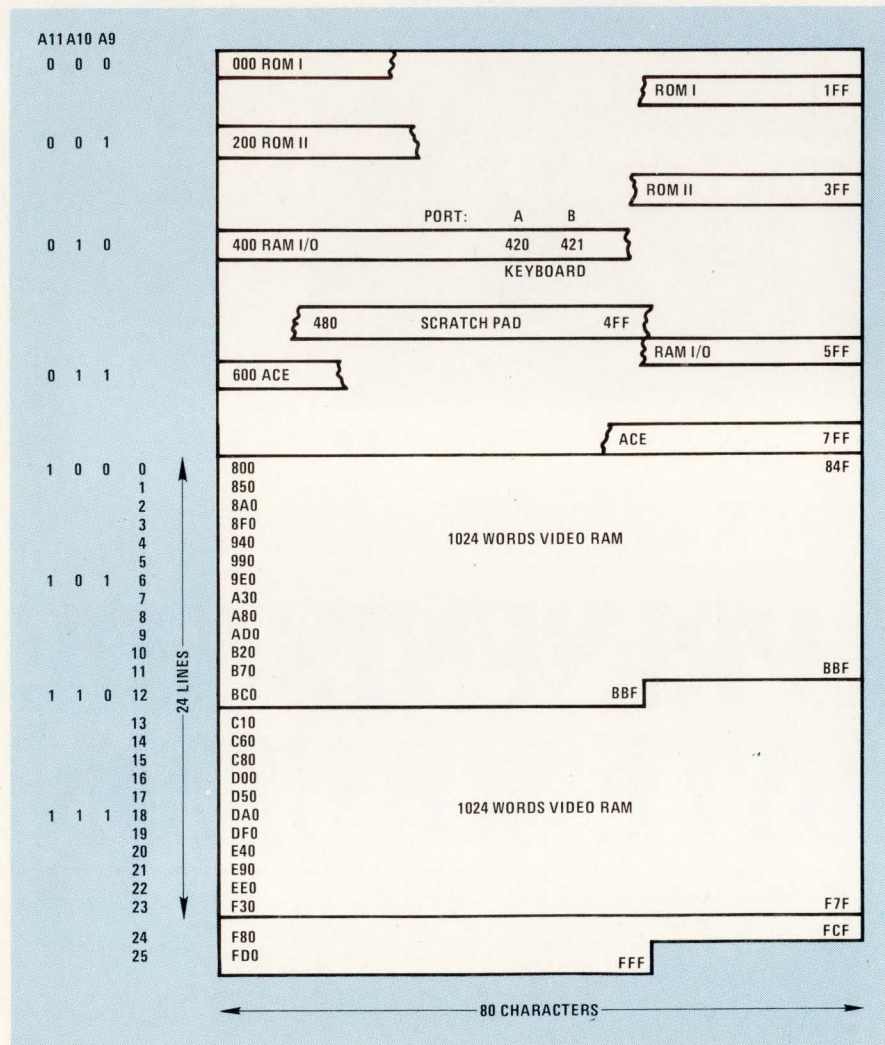 A11 A10 A9
0 0 0 000 ROM I
ROM I 1FF
0 0 1 200 ROM II
ROM II 3FF
PORT: A B
0 1 0 400 RAM I/O 420 421
KEYBOARD
480 SCRATCH PAD 4FF
RAM I/O 5FF
0 1 1 600 ACE
ACE 7FF
1 0 0 0 800 84F
1 850
2 8A0
3 8F0
4 940 1024 WORDS VIDEO RAM
5 990
1 0 1 6 9E0
7 A30
8 A80
9 AD0
10 B20
11 B70 BBF
1 1 0 12 BC0 BBF
24 LINES
13 C10
14 C60
15 C80
16 D00
17 D50
1 1 1 18 DA0 1024 WORDS VIDEO RAM
19 DF0
20 E40
21 E90
22 EE0
23 F30 F7F
24 F80 FCF
25 FD0 FFF
80 CHARACTERS